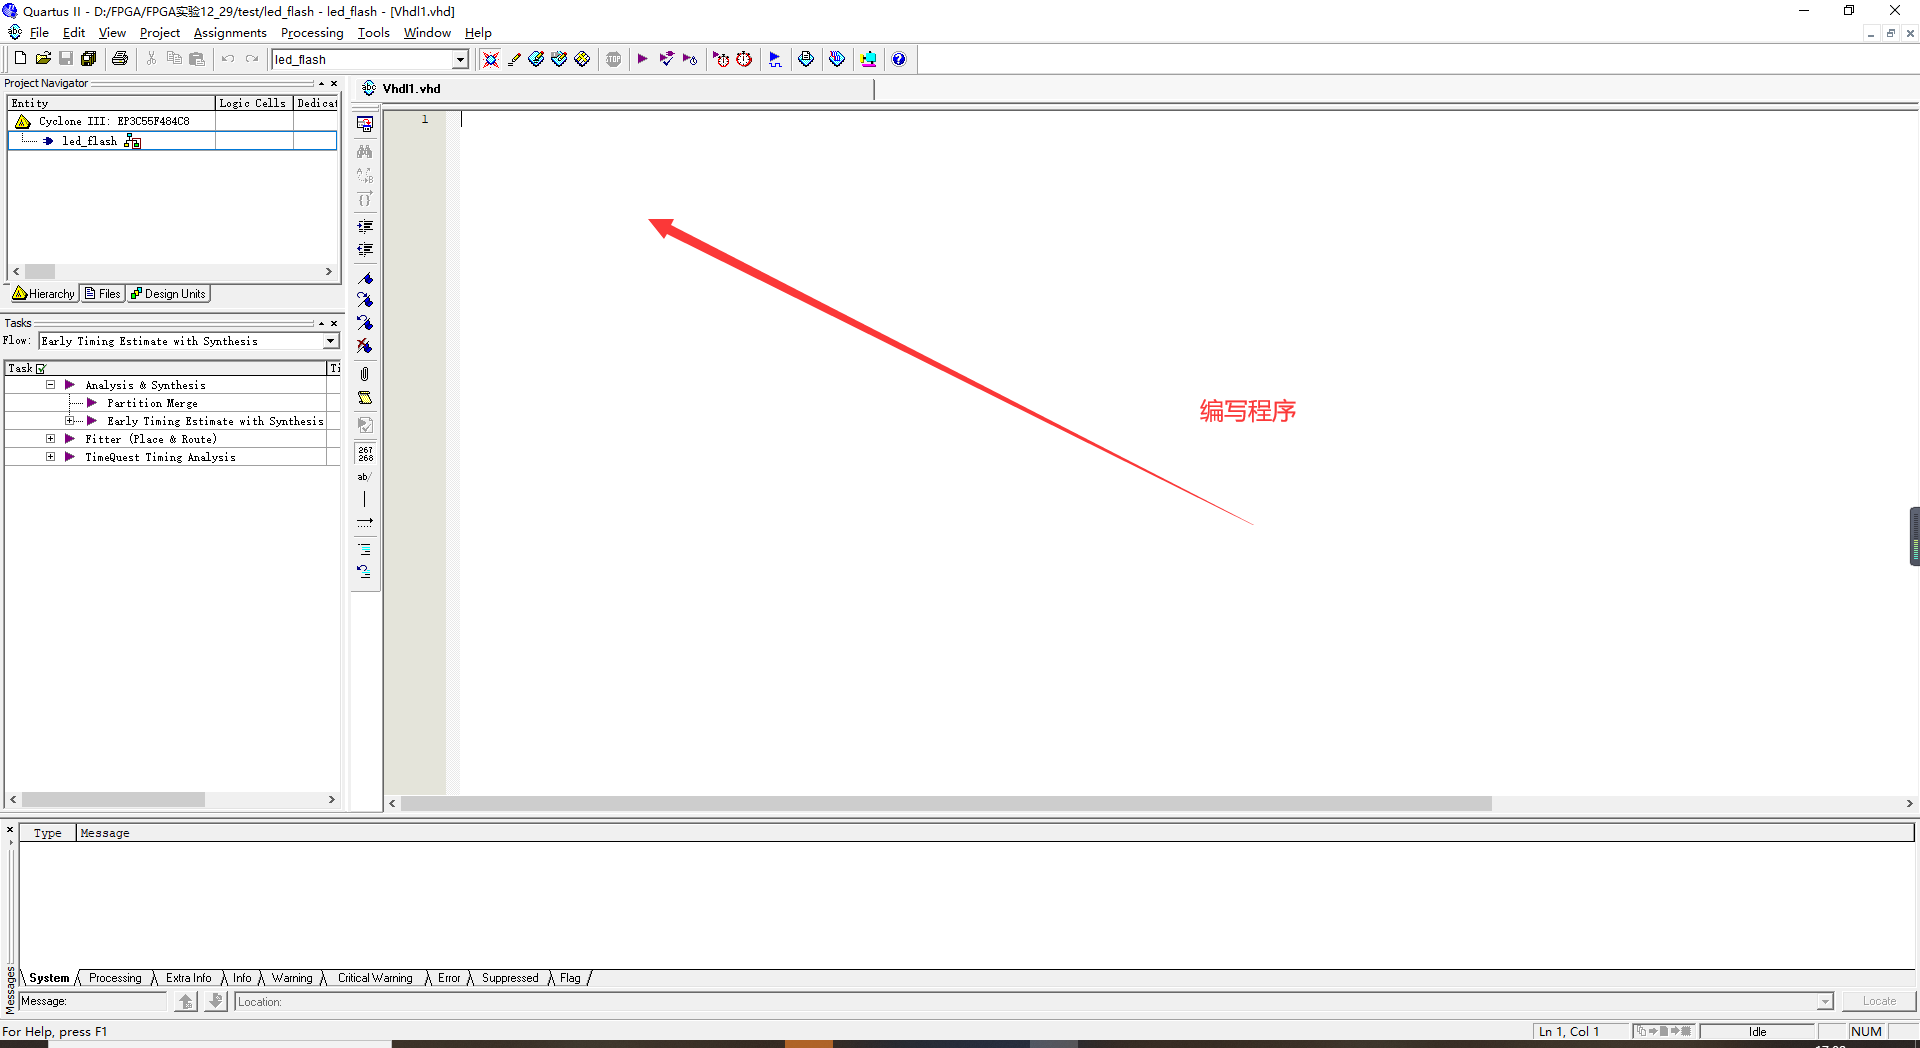 Quartus II - D:/FPGA/FPGA实验12_29/test/led_flash - led_flash - [Vhdl1.vhd]
File Edit View Project Assignments Processing Tools Window Help
led_flash
STOP
Project Navigator
Entity Logic Cells Dedicat
Cyclone III: EP3C55F484C8
led_flash
Hierarchy Files Design Units
Tasks
Flow: Early Timing Estimate with Synthesis
Task Ti
Analysis & Synthesis
Partition Merge
Early Timing Estimate with Synthesis
Fitter (Place & Route)
TimeQuest Timing Analysis
abc Vhdl1.vhd
1
267
268
ab/
编写程序
Type Message
System Processing Extra Info Info Warning Critical Warning Error Suppressed Flag
Messages
Message: Location: Locate
For Help, press F1 Ln 1, Col 1 Idle NUM